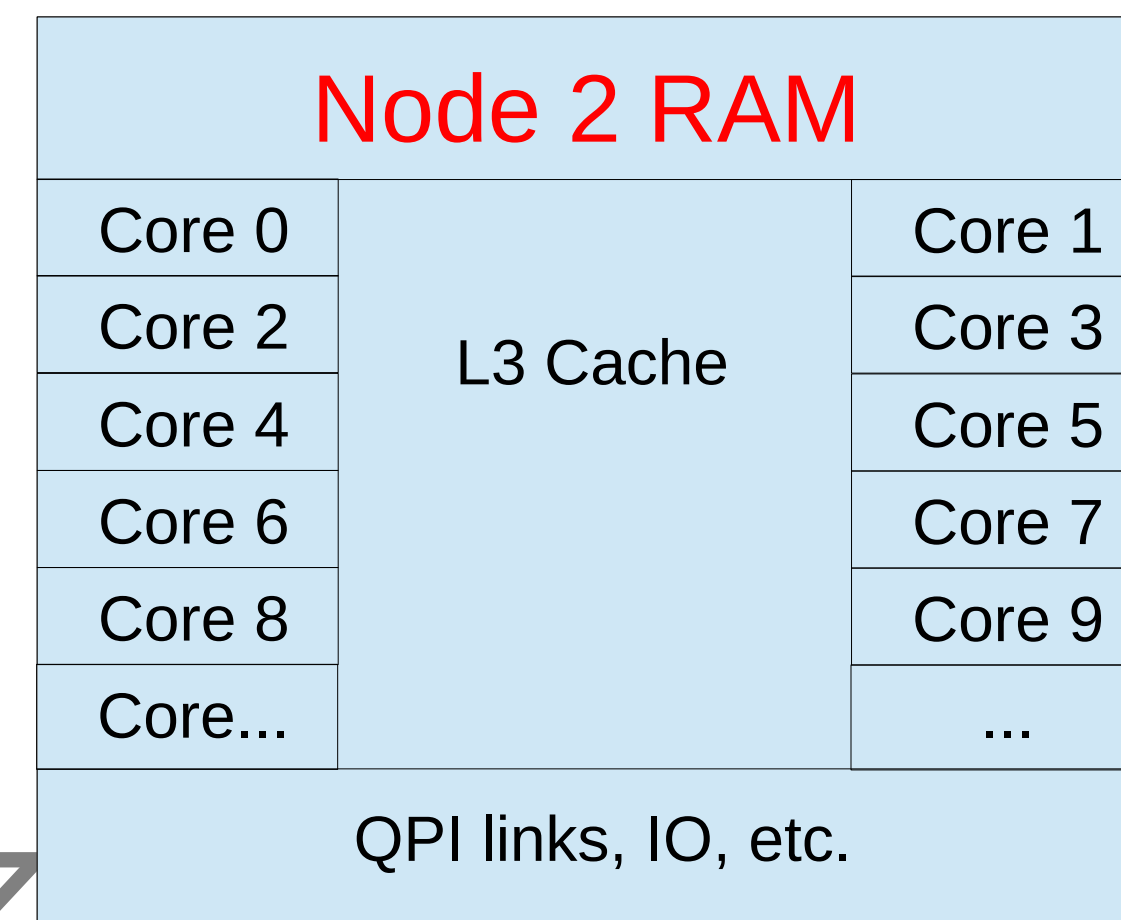 Node 2 RAM
Core 0
Core 1
Core 2
Core 3
L3 Cache
Core 4
Core 5
Core 6
Core 7
Core 8
Core 9
Core...
...
QPI links, IO, etc.